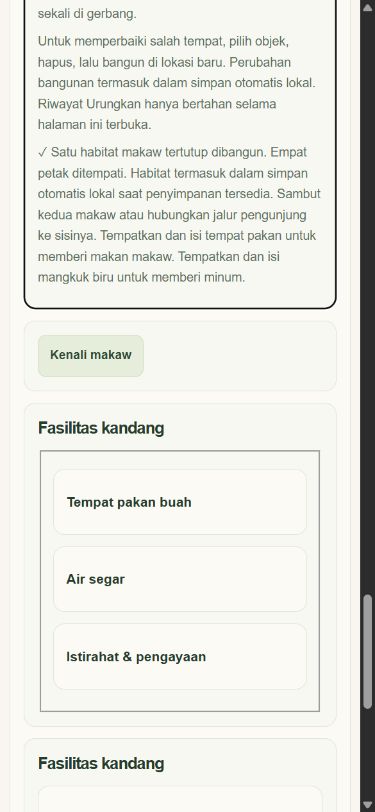 sekali di gerbang.
Untuk memperbaiki salah tempat, pilih objek,
hapus, lalu bangun di lokasi baru. Perubahan
bangunan termasuk dalam simpan otomatis lokal.
Riwayat Urungkan hanya bertahan selama
halaman ini terbuka.
✓ Satu habitat makaw tertutup dibangun. Empat
petak ditempati. Habitat termasuk dalam simpan
otomatis lokal saat penyimpanan tersedia. Sambut
kedua makaw atau hubungkan jalur pengunjung
ke sisinya. Tempatkan dan isi tempat pakan untuk
memberi makan makaw. Tempatkan dan isi
mangkuk biru untuk memberi minum.
Kenali makaw
Fasilitas kandang
Tempat pakan buah
Air segar
Istirahat & pengayaan
Fasilitas kandang